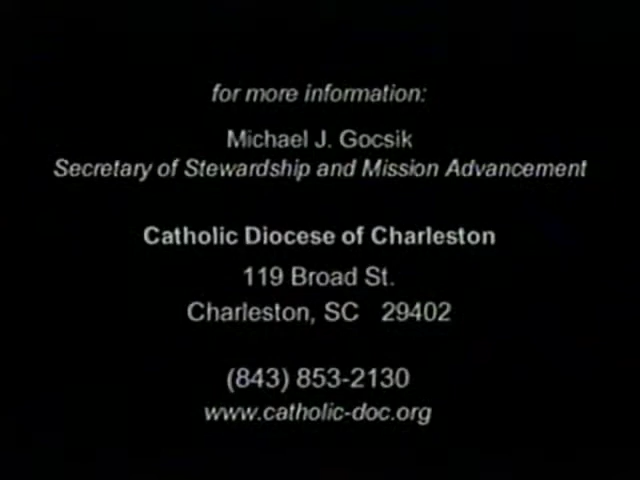 for more information:
Michael J. Gocsik
Secretary of Stewardship and Mission Advancement
Catholic Diocese of Charleston
119 Broad St.
Charleston, SC 29402
(843) 853-2130
www.catholic-doc.org